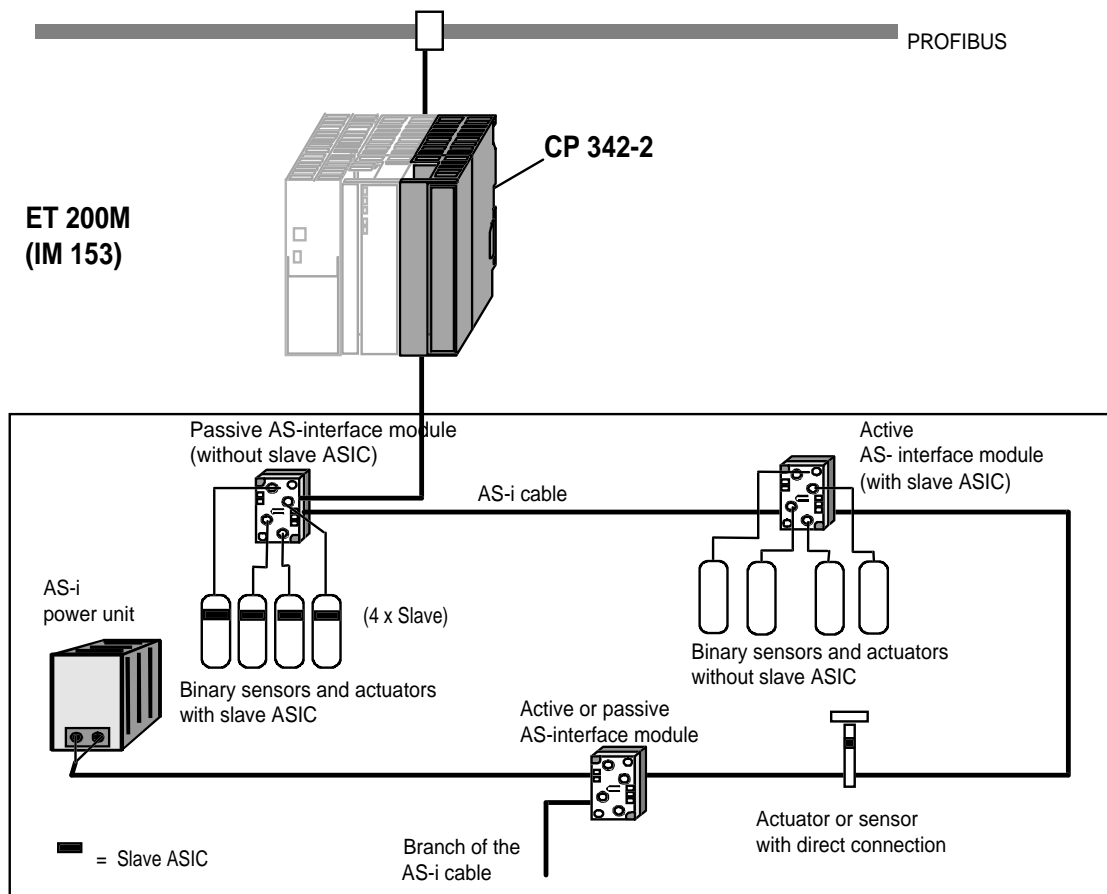 PROFIBUS
CP 342-2
ET 200M
(IM 153)
Passive AS-interface module
(without slave ASIC)
Active
AS- interface module
(with slave ASIC)
AS-i cable
AS-i
power unit
(4 x Slave)
Binary sensors and actuators
with slave ASIC
Binary sensors and actuators
without slave ASIC
Active or passive
AS-interface module
Actuator or sensor
with direct connection
Branch of the
AS-i cable
= Slave ASIC